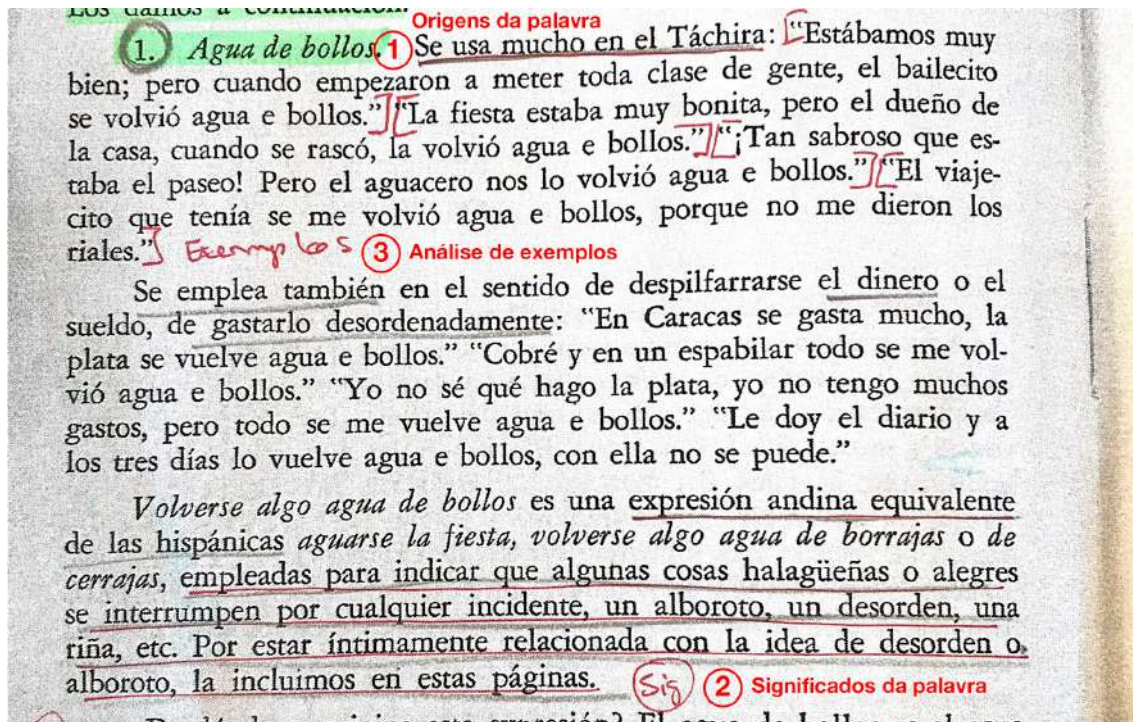 Los damos a continuación.
Origens da palavra
1. Agua de bollos. 1 Se usa mucho en el Táchira: “Estábamos muy
bien; pero cuando empezaron a meter toda clase de gente, el bailecito
se volvió agua e bollos.” “La fiesta estaba muy bonita, pero el dueño de
la casa, cuando se rascó, la volvió agua e bollos.” “¡Tan sabroso que es-
taba el paseo! Pero el aguacero nos lo volvió agua e bollos.” “El viaje-
cito que tenía se me volvió agua e bollos, porque no me dieron los
riales.” Exemplos 3 Análise de exemplos
Se emplea también en el sentido de despilfarrarse el dinero o el
sueldo, de gastarlo desordenadamente: “En Caracas se gasta mucho, la
plata se vuelve agua e bollos.” “Cobré y en un espabilar todo se me vol-
vió agua e bollos.” “Yo no sé qué hago la plata, yo no tengo muchos
gastos, pero todo se me vuelve agua e bollos.” “Le doy el diario y a
los tres días lo vuelve agua e bollos, con ella no se puede.”
Volverse algo agua de bollos es una expresión andina equivalente
de las hispánicas aguarse la fiesta, volverse algo agua de borrajas o de
cerrajas, empleadas para indicar que algunas cosas halagüeñas o alegres
se interrumpen por cualquier incidente, un alboroto, un desorden, una
riña, etc. Por estar íntimamente relacionada con la idea de desorden o
alboroto, la incluimos en estas páginas. Sig 2 Significados da palavra